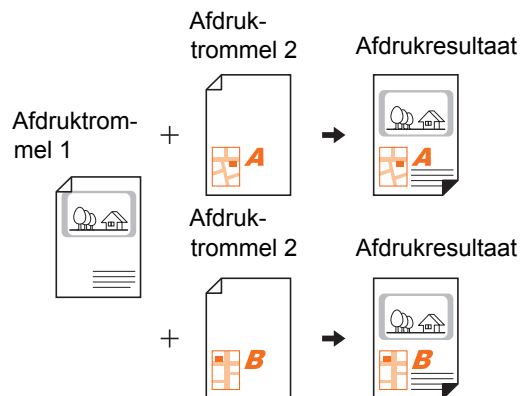 Afdruk-
trommel 2
Afdrukresultaat
Afdruktrom-
mel 1
+
A
A
Afdruk-
trommel 2
Afdrukresultaat
+
B
B